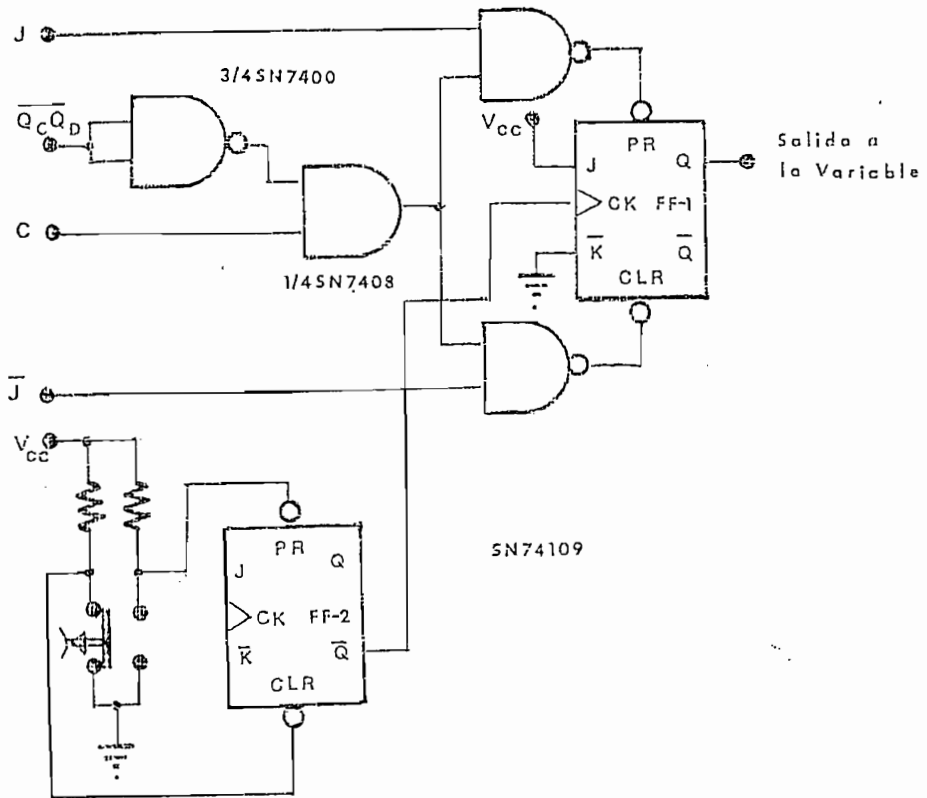 J
3/4SN7400
Q̅C̅ Q̅D
VCC
PR
J
Q
Salida a
la Variable
CK
FF-1
C
K̅
Q̅
CLR
1/4SN7408
J̅
VCC
SN74109
PR
Q
J
CK
FF-2
K̅
Q̅
CLR